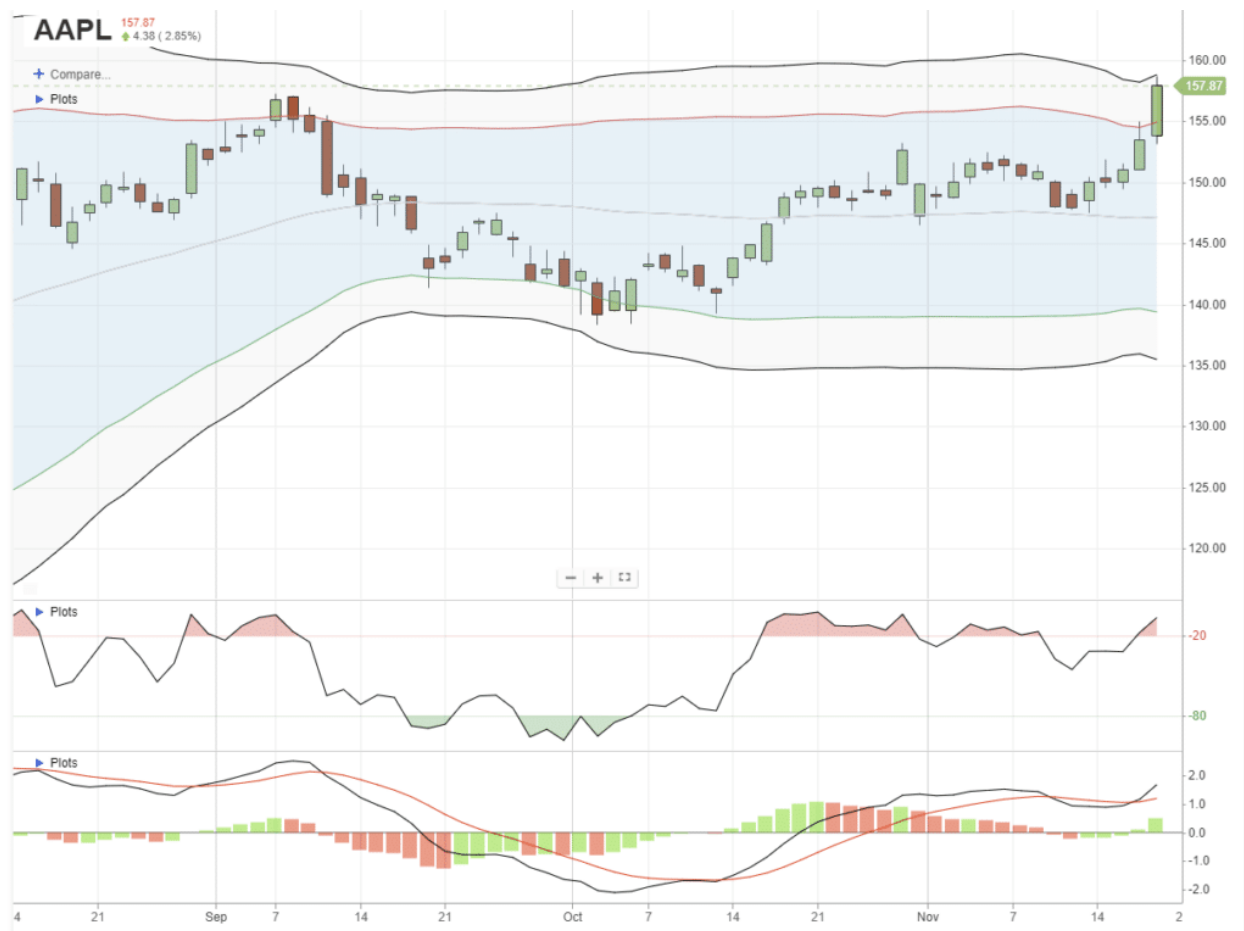 AAPL 157.87
4.38 ( 2.85%)
Compare...
Plots
160.00
157.87
155.00
150.00
145.00
140.00
135.00
130.00
125.00
120.00
Plots
-20
-80
Plots
2.0
1.0
0.0
-1.0
-2.0
4 21 Sep 7 14 21 Oct 7 14 21 Nov 7 14 2